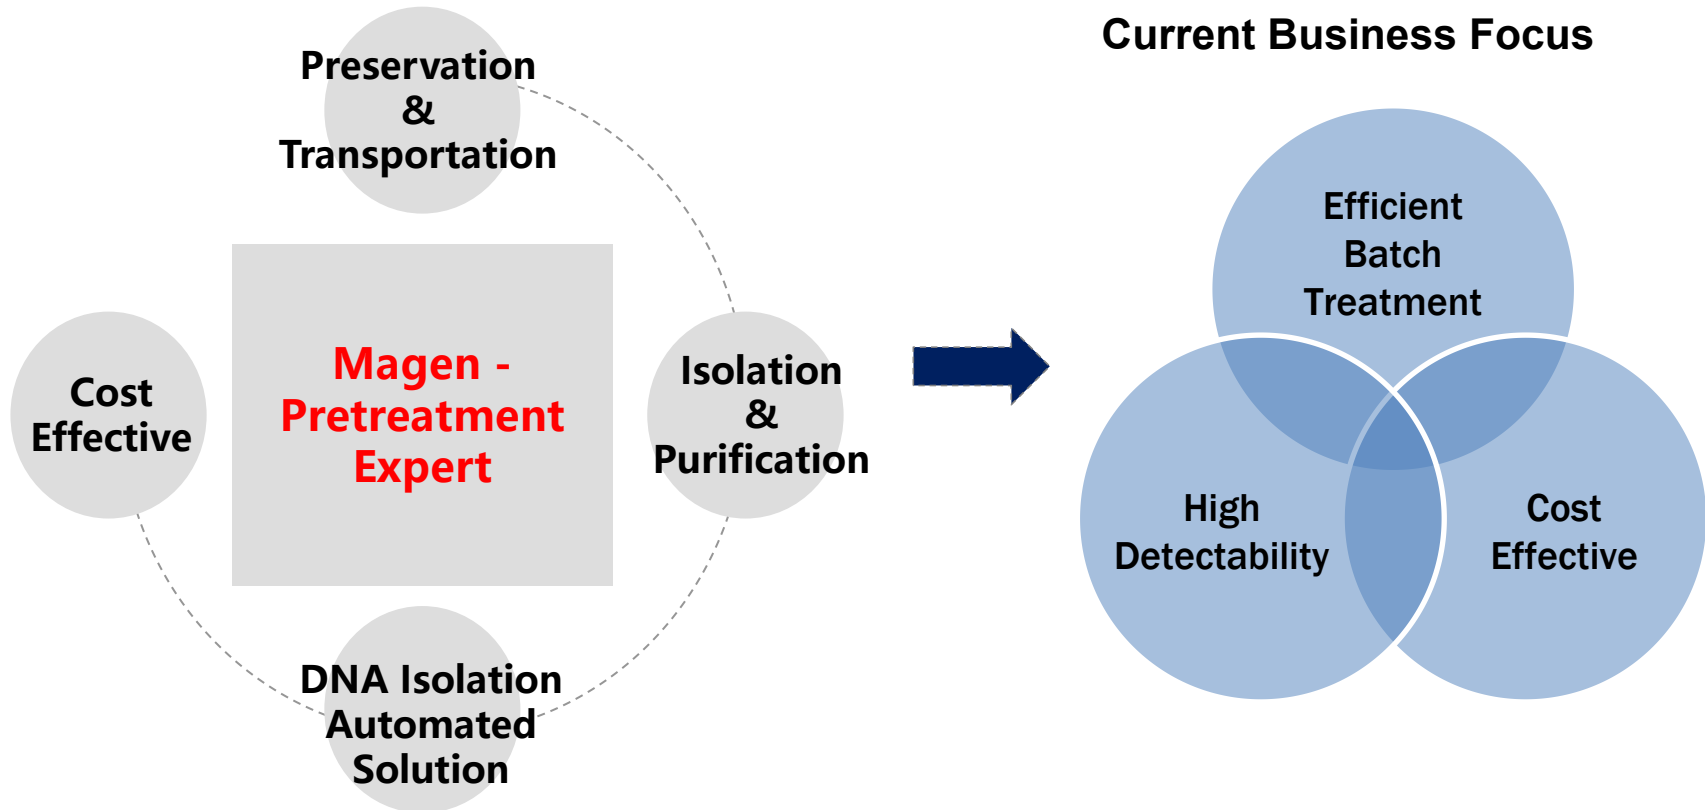 Preservation
&
Transportation
Cost
Effective
Magen -
Pretreatment
Expert
Isolation
&
Purification
DNA Isolation
Automated
Solution
Current Business Focus
Efficient
Batch
Treatment
High
Detectability
Cost
Effective